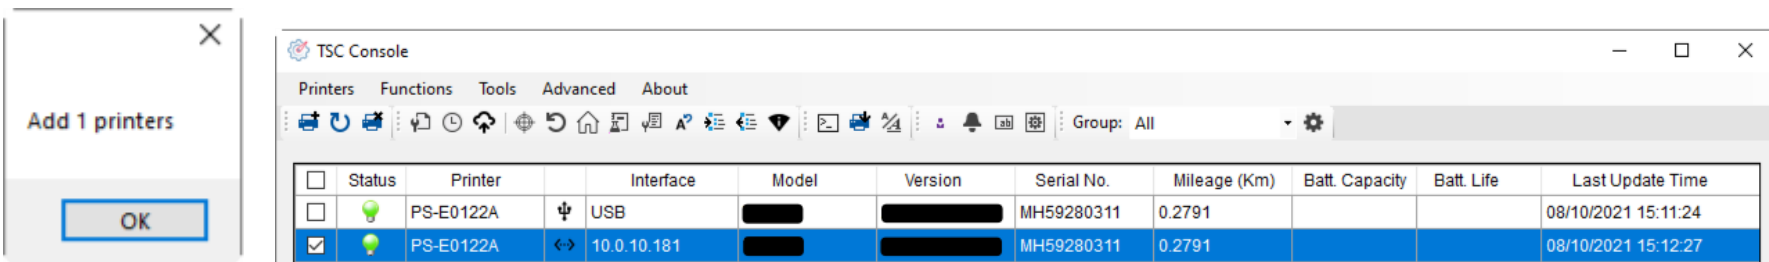 Add 1 printers
OK
TSC Console
Printers Functions Tools Advanced About
Group: All
Status Printer Interface Model Version Serial No. Mileage (Km) Batt. Capacity Batt. Life Last Update Time
PS-E0122A USB MH59280311 0.2791 08/10/2021 15:11:24
PS-E0122A 10.0.10.181 MH59280311 0.2791 08/10/2021 15:12:27